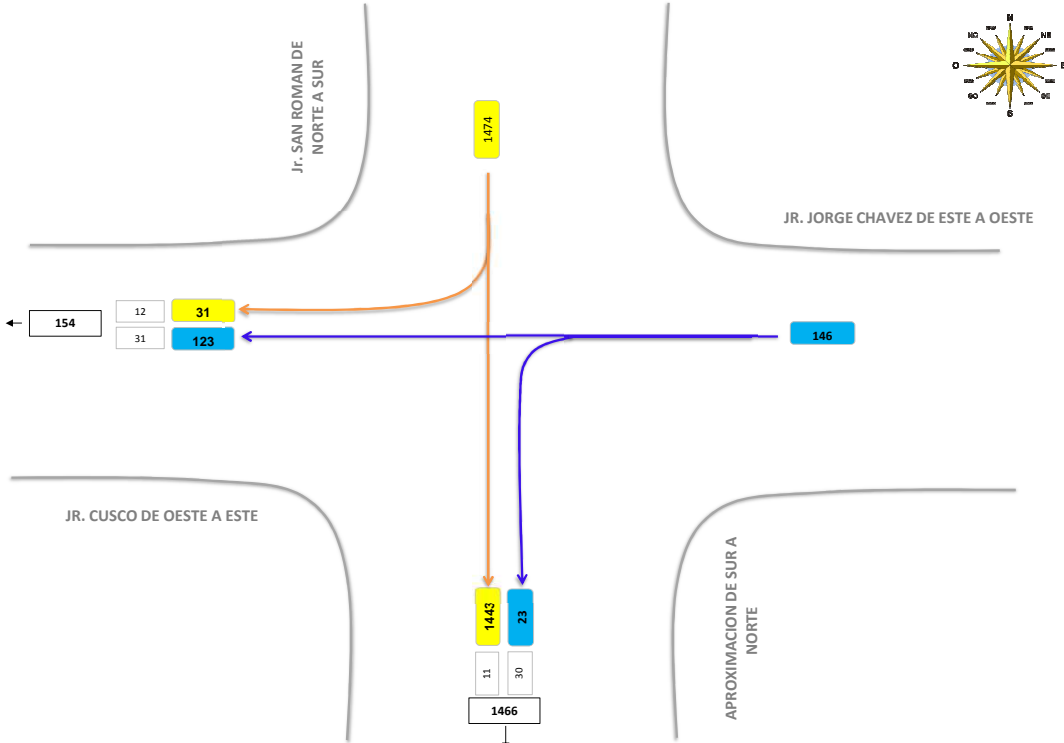 N
NE
E
SE
S
SO
O
NO
Jr. SAN ROMAN DE
NORTE A SUR
1474
JR. JORGE CHAVEZ DE ESTE A OESTE
12
31
154
31
123
146
JR. CUSCO DE OESTE A ESTE
APROXIMACION DE SUR A
NORTE
1443
23
11
30
1466